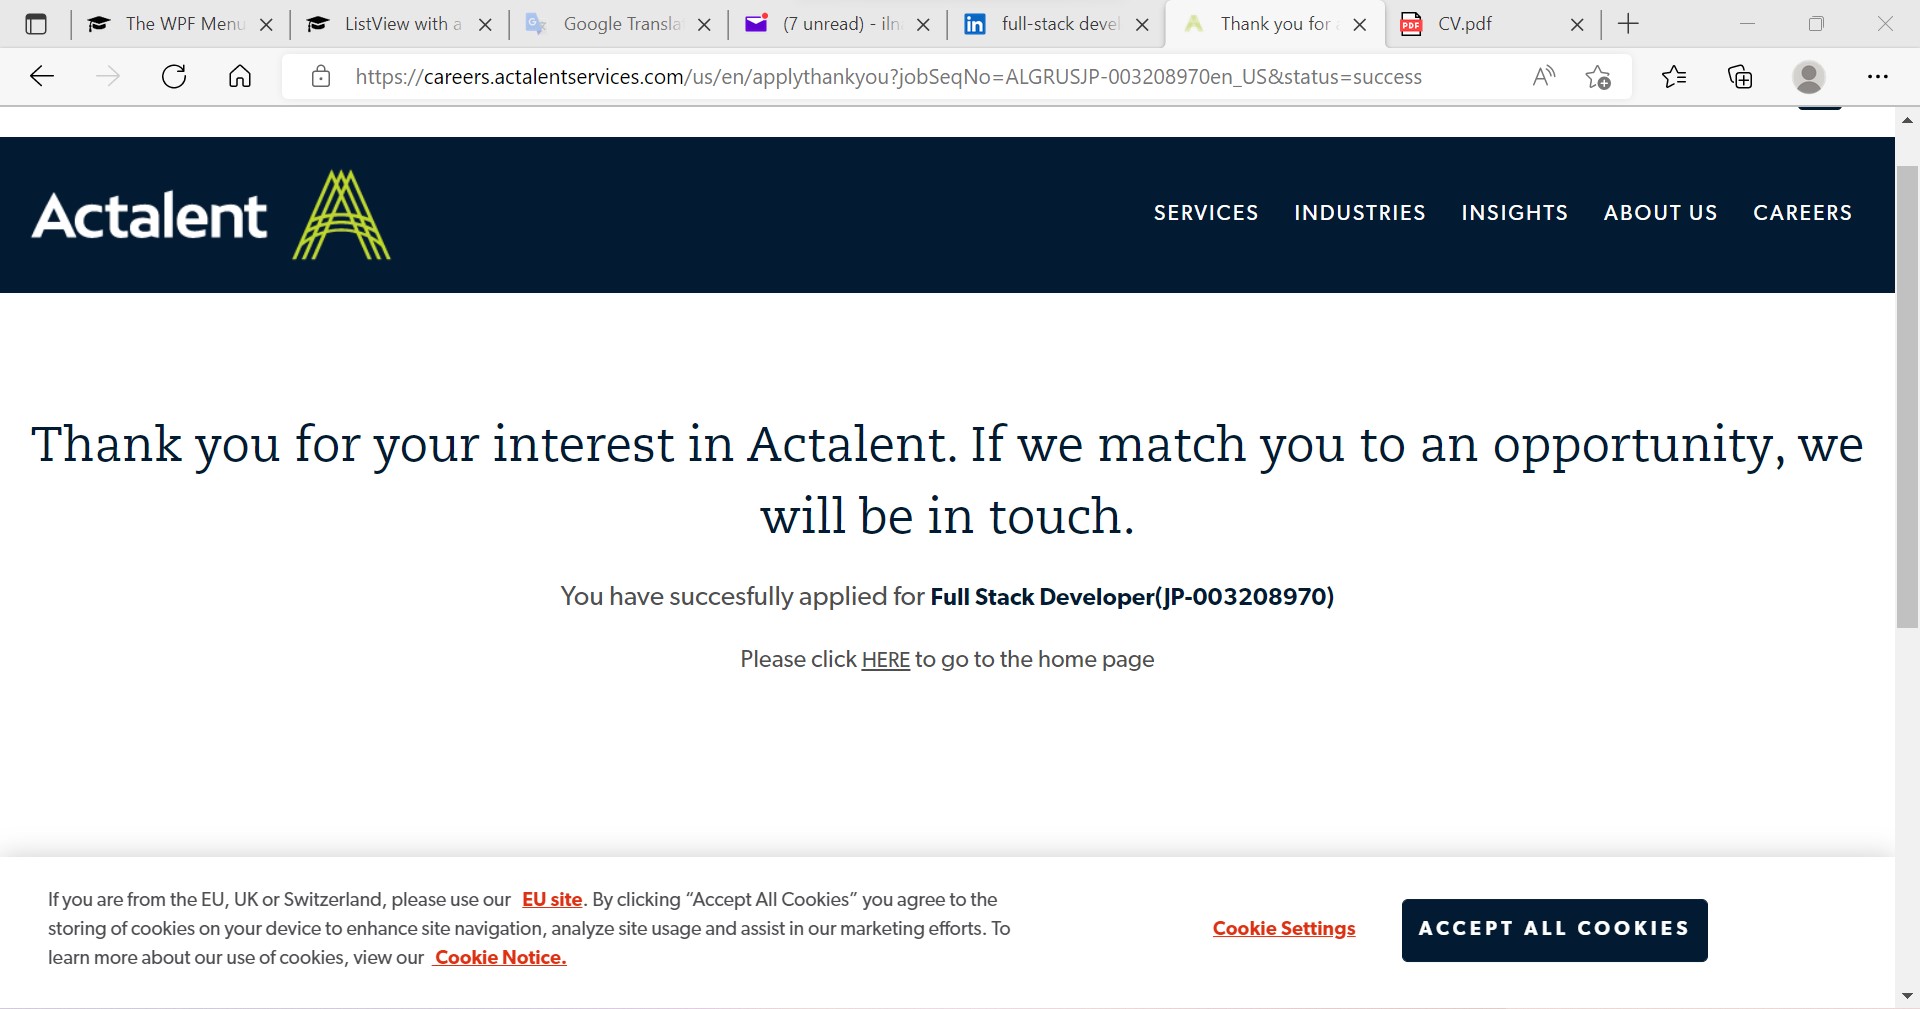 The WPF Menu
ListView with a
Google Transla
(7 unread) - iln
full-stack devel
Thank you for a
PDF
CV.pdf
https://careers.actalentservices.com/us/en/applythankyou?jobSeqNo=ALGRUSJP-003208970en_US&status=success
Actalent
SERVICES INDUSTRIES INSIGHTS ABOUT US CAREERS
Thank you for your interest in Actalent. If we match you to an opportunity, we
will be in touch.
You have succesfully applied for Full Stack Developer(JP-003208970)
Please click HERE to go to the home page
If you are from the EU, UK or Switzerland, please use our EU site. By clicking “Accept All Cookies” you agree to the
storing of cookies on your device to enhance site navigation, analyze site usage and assist in our marketing efforts. To
learn more about our use of cookies, view our Cookie Notice.
Cookie Settings
ACCEPT ALL COOKIES